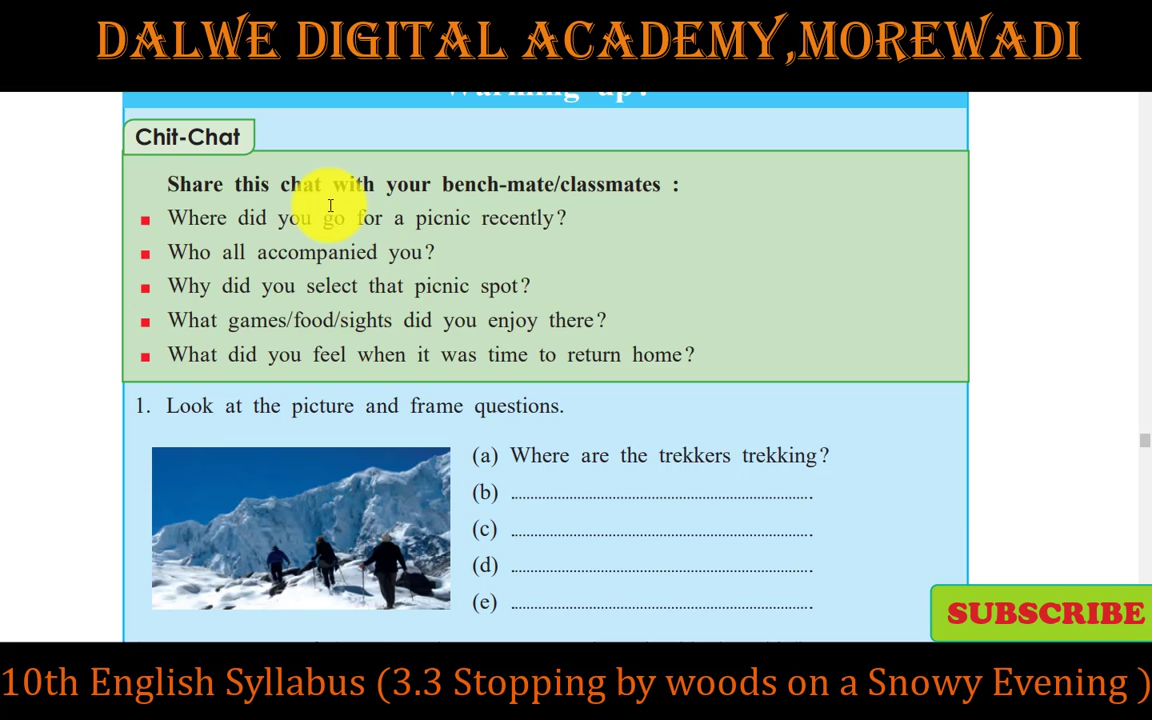 DALWE DIGITAL ACADEMY,MOREWADI
Warming up!
Chit-Chat
Share this chat with your bench-mate/classmates :
Where did you go for a picnic recently?
Who all accompanied you?
Why did you select that picnic spot?
What games/food/sights did you enjoy there?
What did you feel when it was time to return home?
1. Look at the picture and frame questions.
(a) Where are the trekkers trekking?
(b) ..............................................................
(c) ..............................................................
(d) ..............................................................
(e) ..............................................................
SUBSCRIBE
10th English Syllabus (3.3 Stopping by woods on a Snowy Evening )